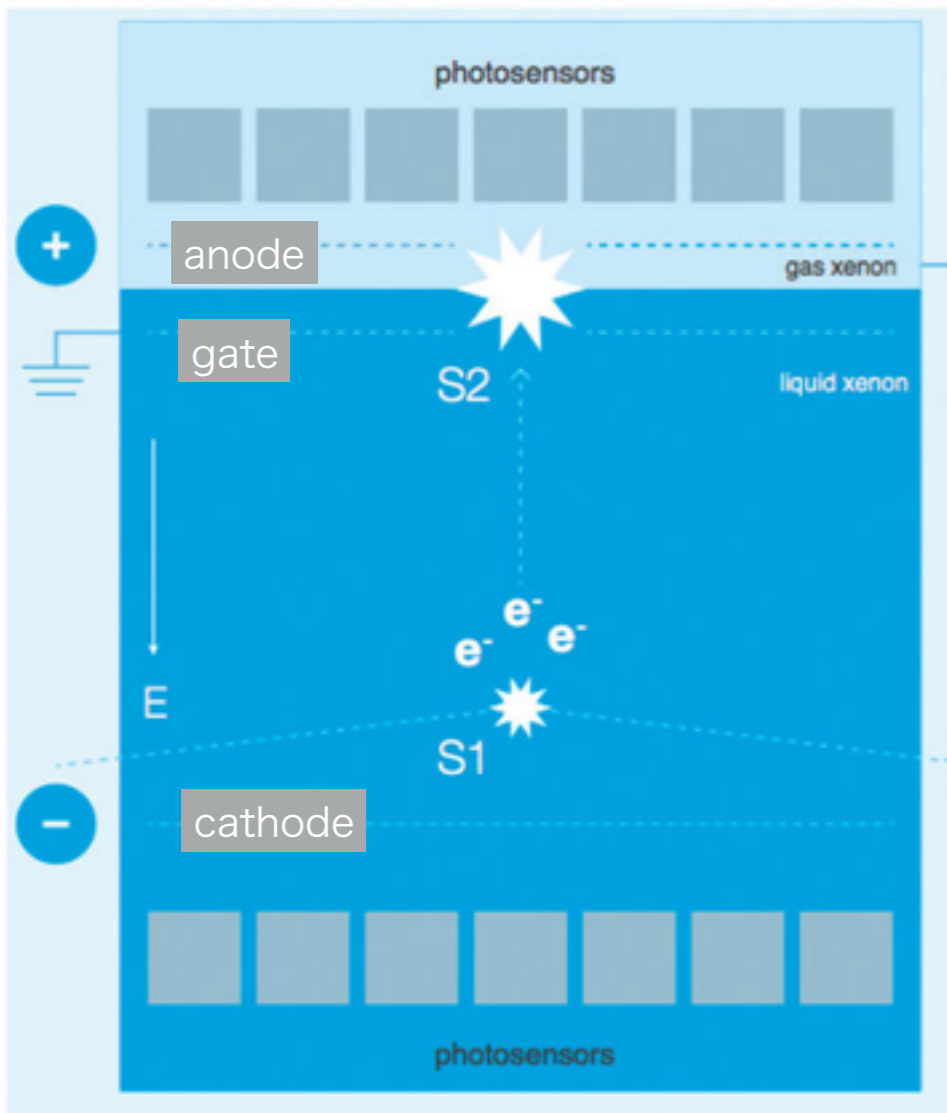 photosensors
+
anode
gas xenon
gate
S2
liquid xenon
e⁻
e⁻ e⁻
E
S1
−
cathode
photosensors